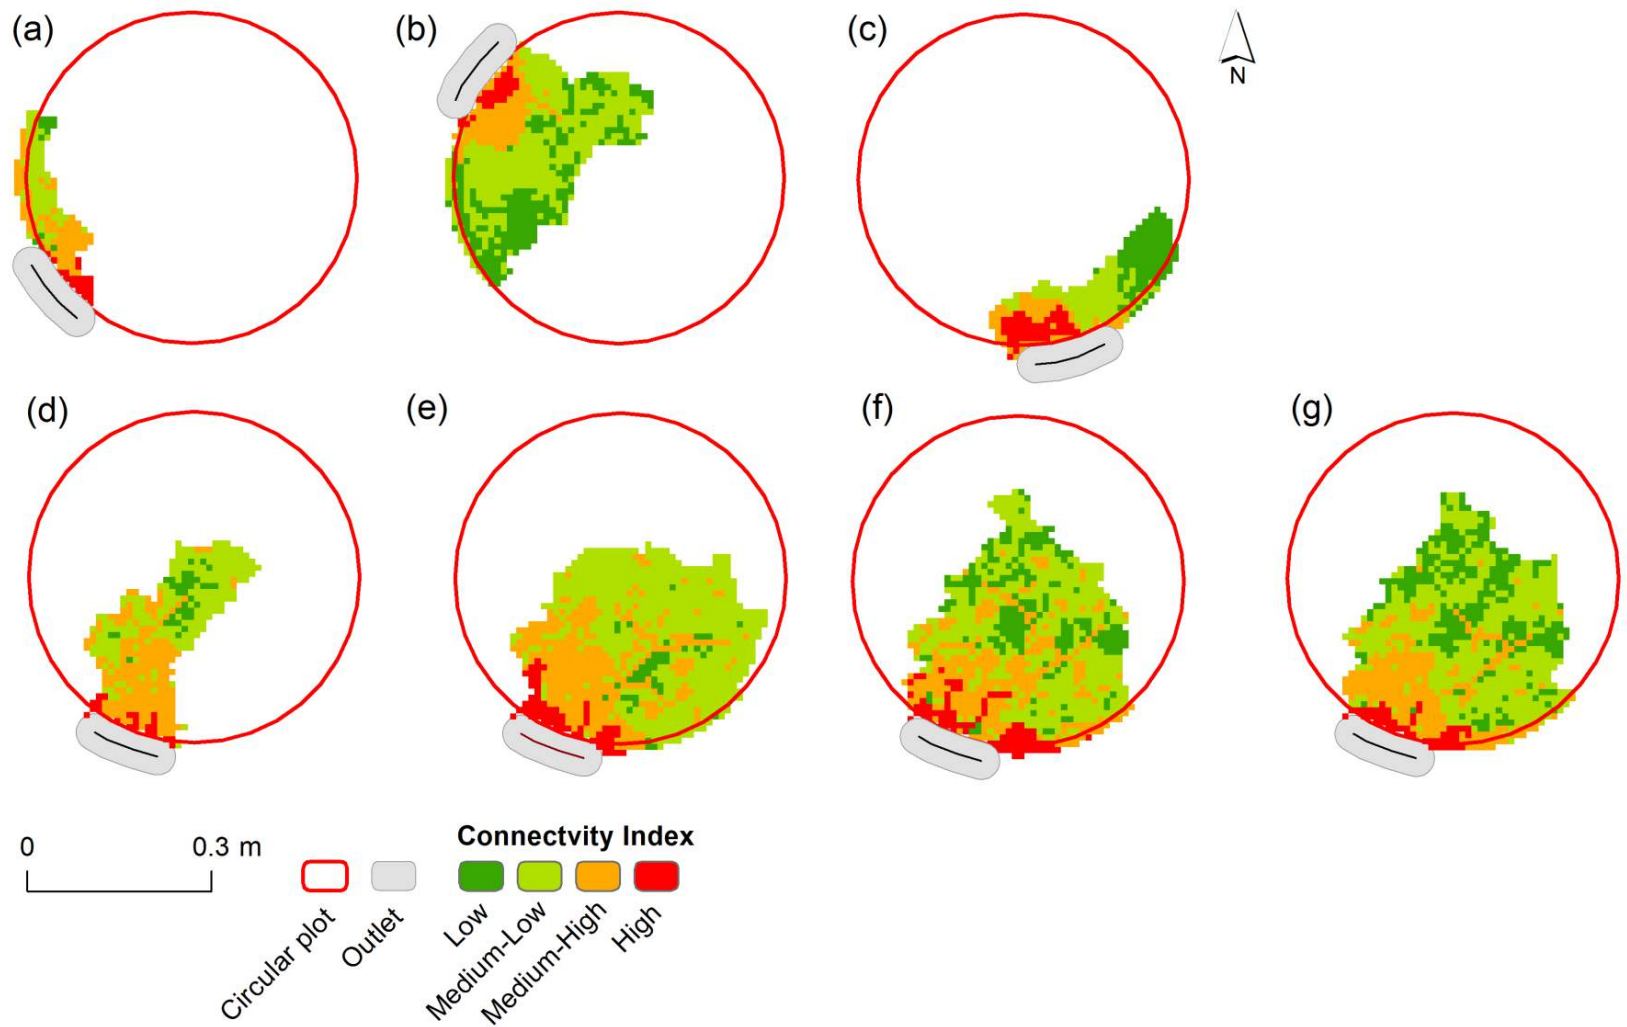 (a)
(b)
(c)
N
(d)
(e)
(f)
(g)
0 0.3 m
Connectvity Index
Circular plot
Outlet
Low
Medium-Low
Medium-High
High